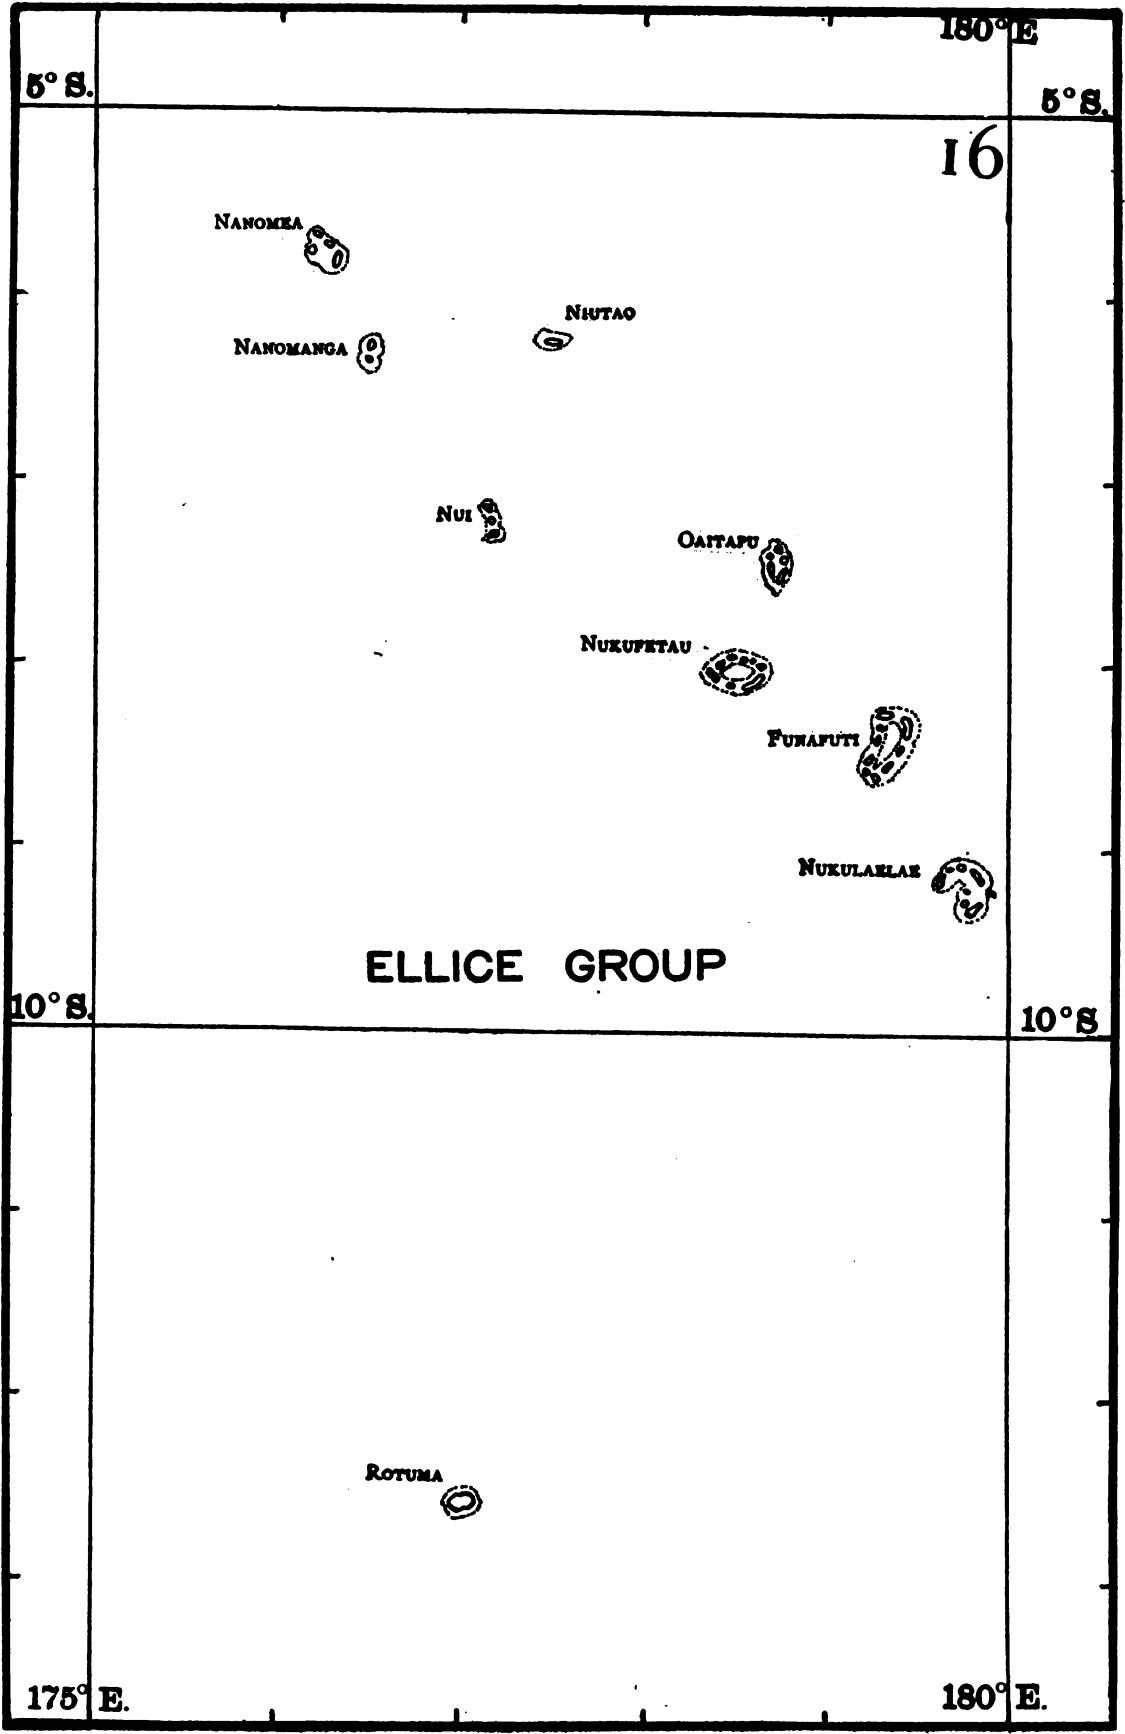 180° E
5° S.
5° S.
16
NANOMEA
NIUTAO
NANOMANGA
NUI
OAITAPU
NUKUFETAU
FUNAFUTI
NUKULAELAE
ELLICE GROUP
10° S.
10° S
ROTUMA
175° E.
180° E.